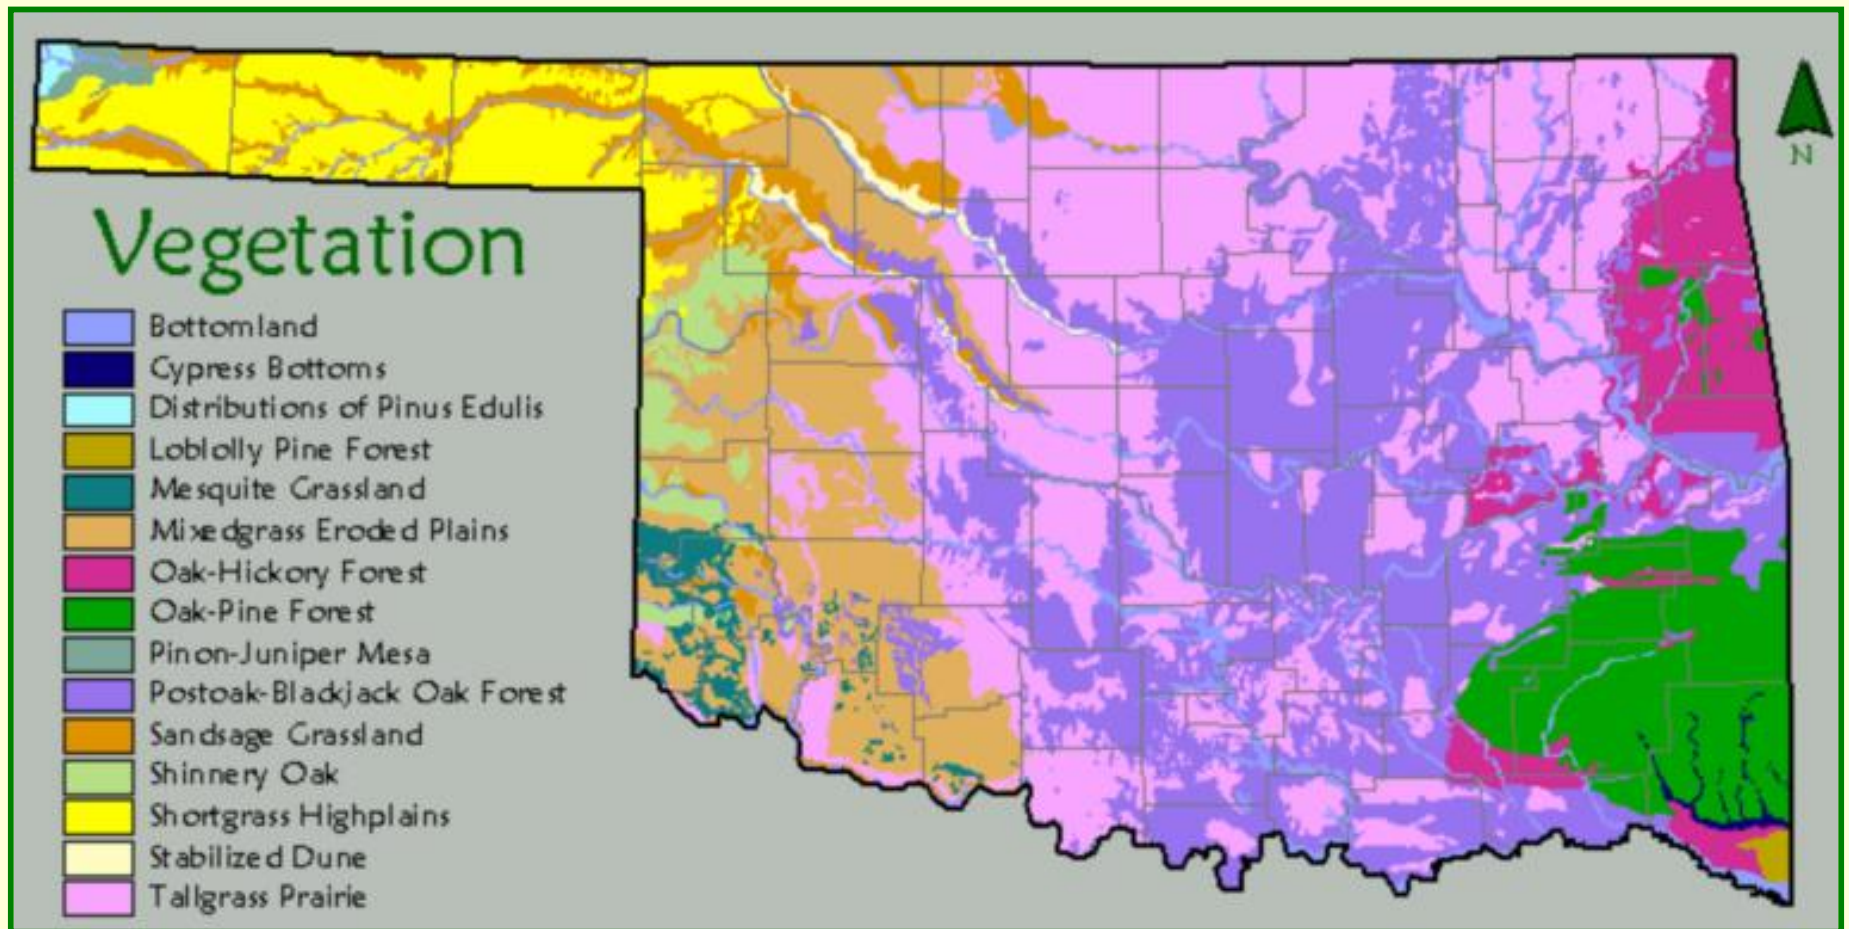 Vegetation
Bottomland
Cypress Bottoms
Distributions of Pinus Edulis
Loblolly Pine Forest
Mesquite Grassland
Mixedgrass Eroded Plains
Oak-Hickory Forest
Oak-Pine Forest
Pinon-Juniper Mesa
Postoak-Blackjack Oak Forest
Sandsage Grassland
Shinnery Oak
Shortgrass Highplains
Stabilized Dune
Tallgrass Prairie
N